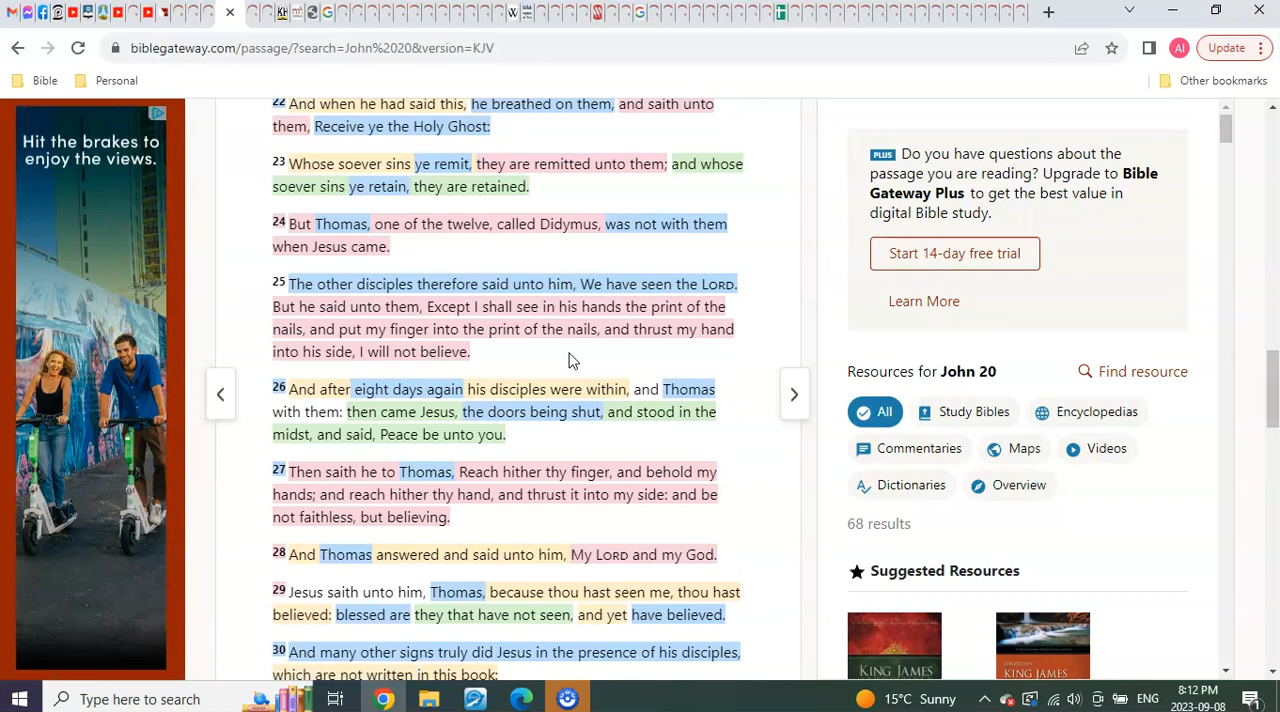 biblegateway.com/passage/?search=John%2020&version=KJV
Update
Bible
Personal
Other bookmarks
Hit the brakes to
enjoy the views.
22 And when he had said this, he breathed on them, and saith unto
them, Receive ye the Holy Ghost:
23 Whose soever sins ye remit, they are remitted unto them; and whose
soever sins ye retain, they are retained.
24 But Thomas, one of the twelve, called Didymus, was not with them
when Jesus came.
25 The other disciples therefore said unto him, We have seen the LORD.
But he said unto them, Except I shall see in his hands the print of the
nails, and put my finger into the print of the nails, and thrust my hand
into his side, I will not believe.
26 And after eight days again his disciples were within, and Thomas
with them: then came Jesus, the doors being shut, and stood in the
midst, and said, Peace be unto you.
27 Then saith he to Thomas, Reach hither thy finger, and behold my
hands; and reach hither thy hand, and thrust it into my side: and be
not faithless, but believing.
28 And Thomas answered and said unto him, My LORD and my God.
29 Jesus saith unto him, Thomas, because thou hast seen me, thou hast
believed: blessed are they that have not seen, and yet have believed.
30 And many other signs truly did Jesus in the presence of his disciples,
which are not written in this book:
PLUS Do you have questions about the
passage you are reading? Upgrade to Bible
Gateway Plus to get the best value in
digital Bible study.
Start 14-day free trial
Learn More
Resources for John 20
Find resource
All
Study Bibles
Encyclopedias
Commentaries
Maps
Videos
Dictionaries
Overview
68 results
Suggested Resources
KING JAMES
KING JAMES
Type here to search
15°C Sunny
ENG
8:12 PM
2023-09-08